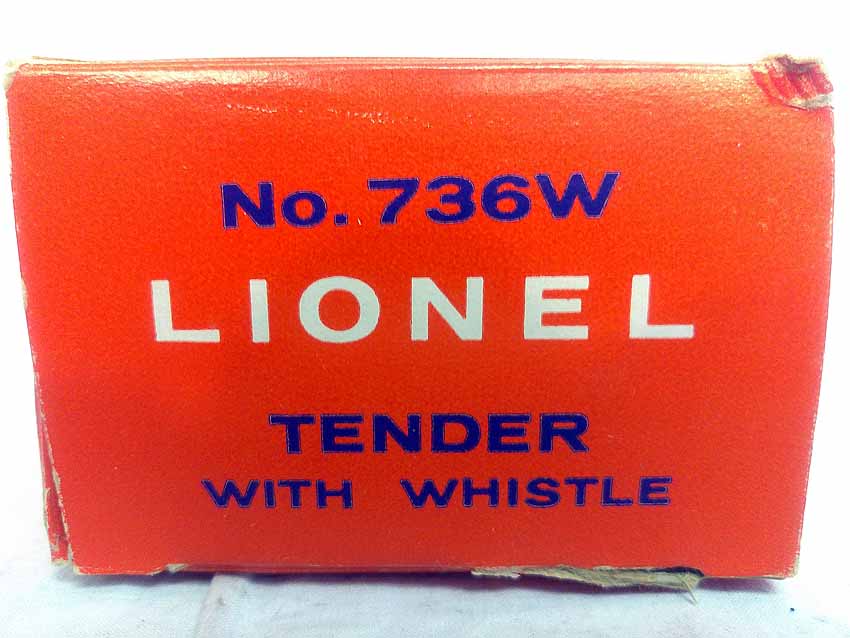 No. 736W
LIONEL
TENDER
WITH WHISTLE